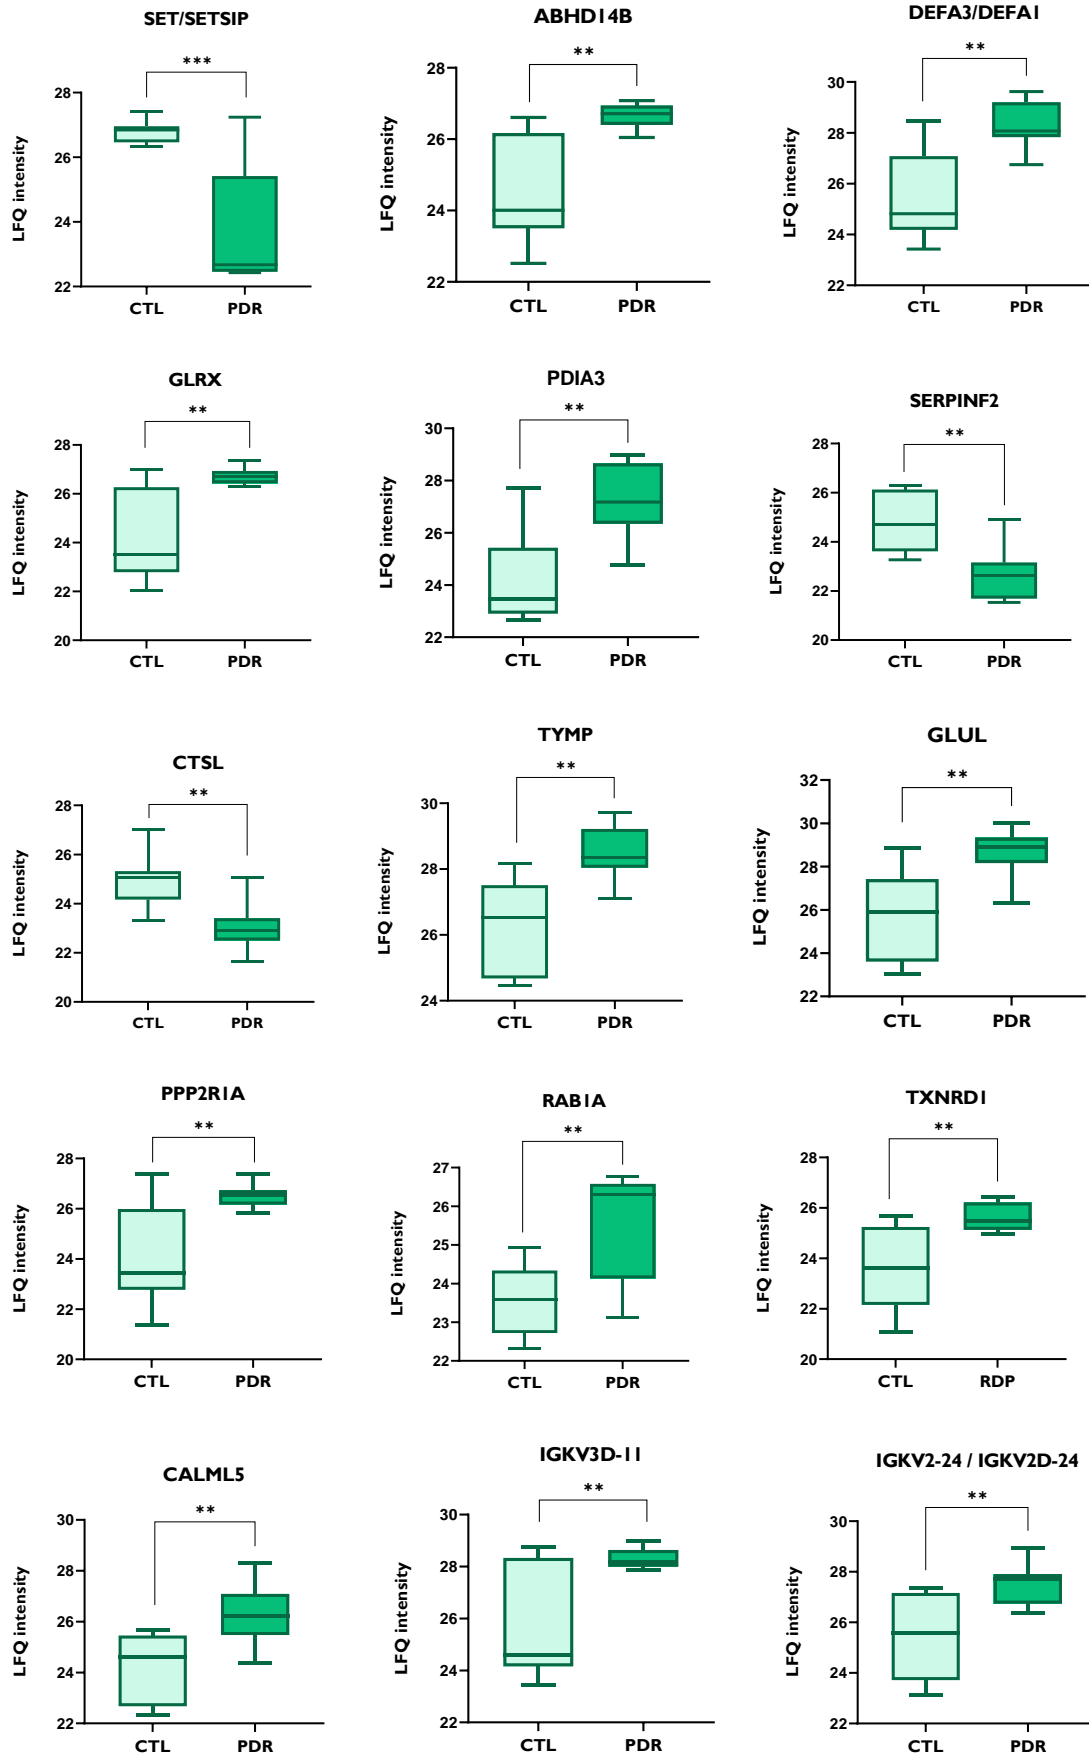 SET/SETSIP
***
LFQ intensity
28
26
24
22
CTL PDR
ABHD14B
**
LFQ intensity
28
26
24
22
CTL PDR
DEFA3/DEFA1
**
LFQ intensity
30
28
26
24
22
CTL PDR
GLRX
**
LFQ intensity
28
26
24
22
20
CTL PDR
PDIA3
**
LFQ intensity
30
28
26
24
22
CTL PDR
SERPINF2
**
LFQ intensity
28
26
24
22
20
CTL PDR
CTSL
**
LFQ intensity
28
26
24
22
20
CTL PDR
TYMP
**
LFQ intensity
30
28
26
24
CTL PDR
GLUL
**
LFQ intensity
32
30
28
26
24
22
CTL PDR
PPP2R1A
**
LFQ intensity
28
26
24
22
20
CTL PDR
RAB1A
**
LFQ intensity
27
26
25
24
23
22
CTL PDR
TXNRD1
**
LFQ intensity
28
26
24
22
20
CTL RDP
CALML5
**
LFQ intensity
30
28
26
24
22
CTL PDR
IGKV3D-11
**
LFQ intensity
30
28
26
24
22
CTL PDR
IGKV2-24 / IGKV2D-24
**
LFQ intensity
30
28
26
24
22
CTL PDR